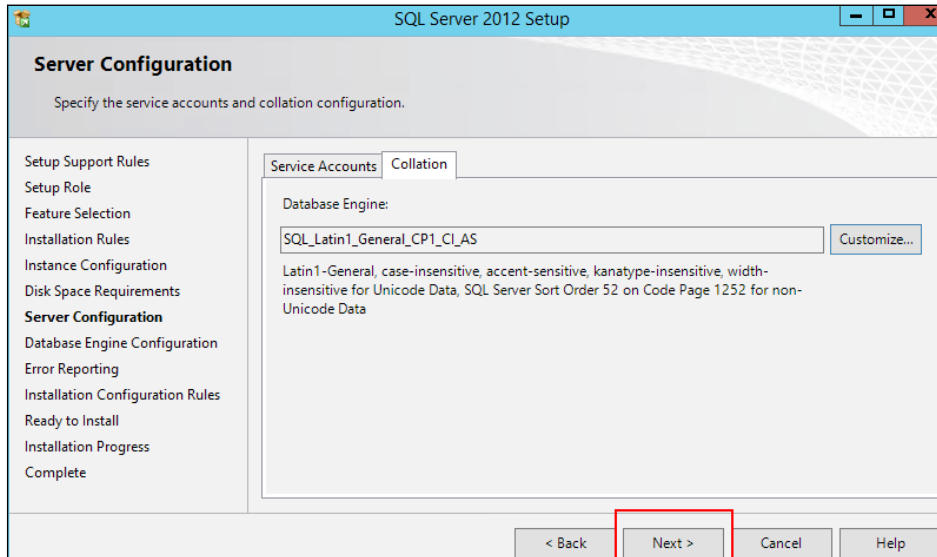 SQL Server 2012 Setup
Server Configuration
Specify the service accounts and collation configuration.
Setup Support Rules
Setup Role
Feature Selection
Installation Rules
Instance Configuration
Disk Space Requirements
Server Configuration
Database Engine Configuration
Error Reporting
Installation Configuration Rules
Ready to Install
Installation Progress
Complete
Service Accounts Collation
Database Engine:
SQL_Latin1_General_CP1_CI_AS
Customize...
Latin1-General, case-insensitive, accent-sensitive, kanatype-insensitive, width-
insensitive for Unicode Data, SQL Server Sort Order 52 on Code Page 1252 for non-
Unicode Data
< Back Next > Cancel Help